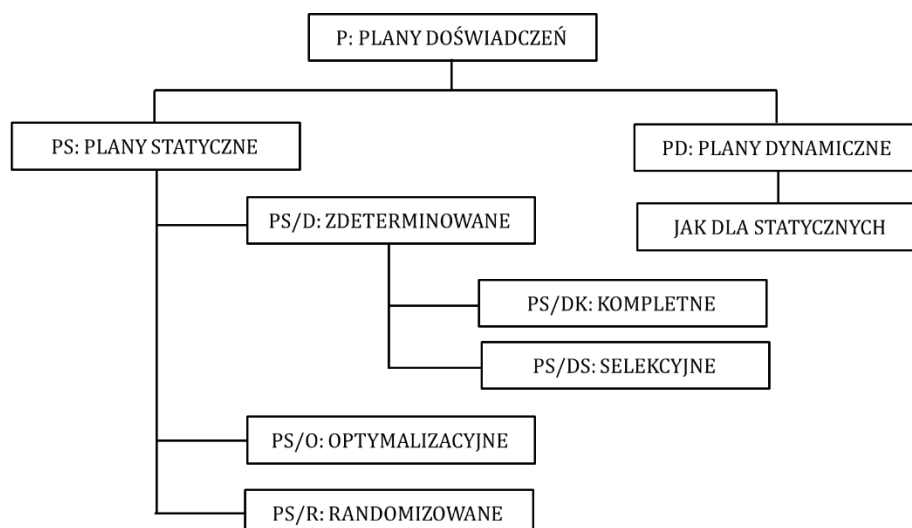 P: PLANY DOŚWIADCZEŃ
PS: PLANY STATYCZNE
PD: PLANY DYNAMICZNE
PS/D: ZDETERMINOWANE
JAK DLA STATYCZNYCH
PS/DK: KOMPLETNE
PS/DS: SELEKCYJNE
PS/O: OPTYMALIZACYJNE
PS/R: RANDOMIZOWANE